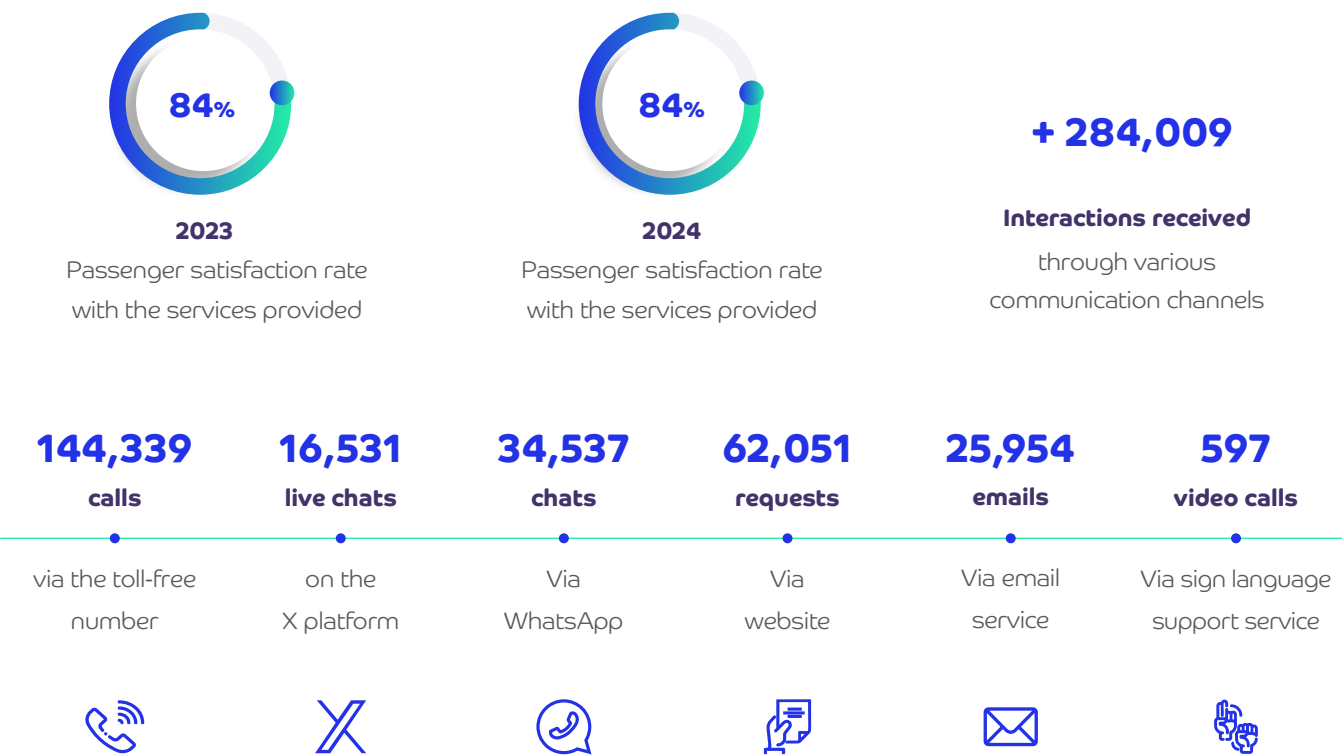 84%
2023
Passenger satisfaction rate
with the services provided
84%
2024
Passenger satisfaction rate
with the services provided
+ 284,009
Interactions received
through various
communication channels
144,339
calls
via the toll-free
number
16,531
live chats
on the
X platform
34,537
chats
Via
WhatsApp
62,051
requests
Via
website
25,954
emails
Via email
service
597
video calls
Via sign language
support service